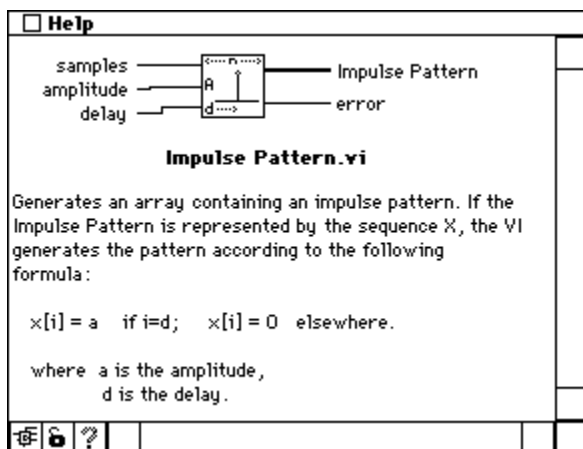 Help
samples
amplitude
delay
n
A
d
Impulse Pattern
error
Impulse Pattern.vi
Generates an array containing an impulse pattern. If the
Impulse Pattern is represented by the sequence X, the VI
generates the pattern according to the following
formula:
x[i] = a if i=d; x[i] = 0 elsewhere.
where a is the amplitude,
d is the delay.
?